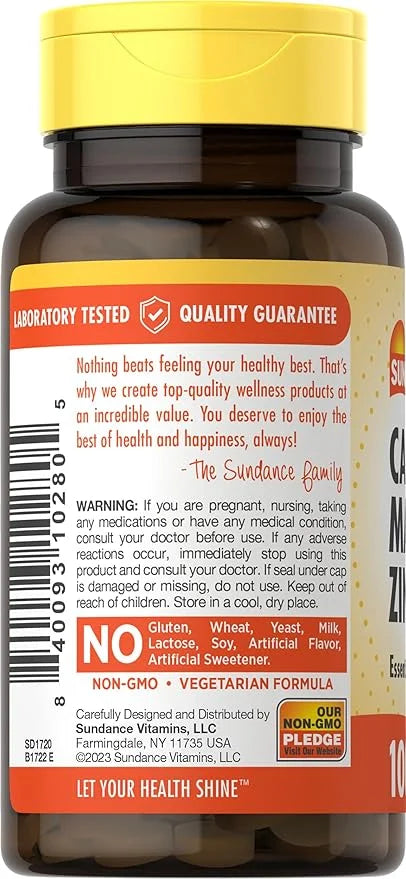 LABORATORY TESTED QUALITY GUARANTEE
Nothing beats feeling your healthy best. That's
why we create top-quality wellness products at
an incredible value. You deserve to enjoy the
best of health and happiness, always!
-The Sundance Family
WARNING: If you are pregnant, nursing, taking
any medications or have any medical condition,
consult your doctor before use. If any adverse
reactions occur, immediately stop using this
product and consult your doctor. If seal under cap
is damaged or missing, do not use. Keep out of
reach of children. Store in a cool, dry place.
NO
Gluten, Wheat, Yeast, Milk,
Lactose, Soy, Artificial Flavor,
Artificial Sweetener.
NON-GMO • VEGETARIAN FORMULA
Carefully Designed and Distributed by
Sundance Vitamins, LLC
Farmingdale, NY 11735 USA
©2023 Sundance Vitamins, LLC
OUR
NON-GMO
PLEDGE
Visit Our Website
SD1720
B1722 E
LET YOUR HEALTH SHINE™
8 40093 10280 5
SUN
CA
MA
ZIN
Essen
10